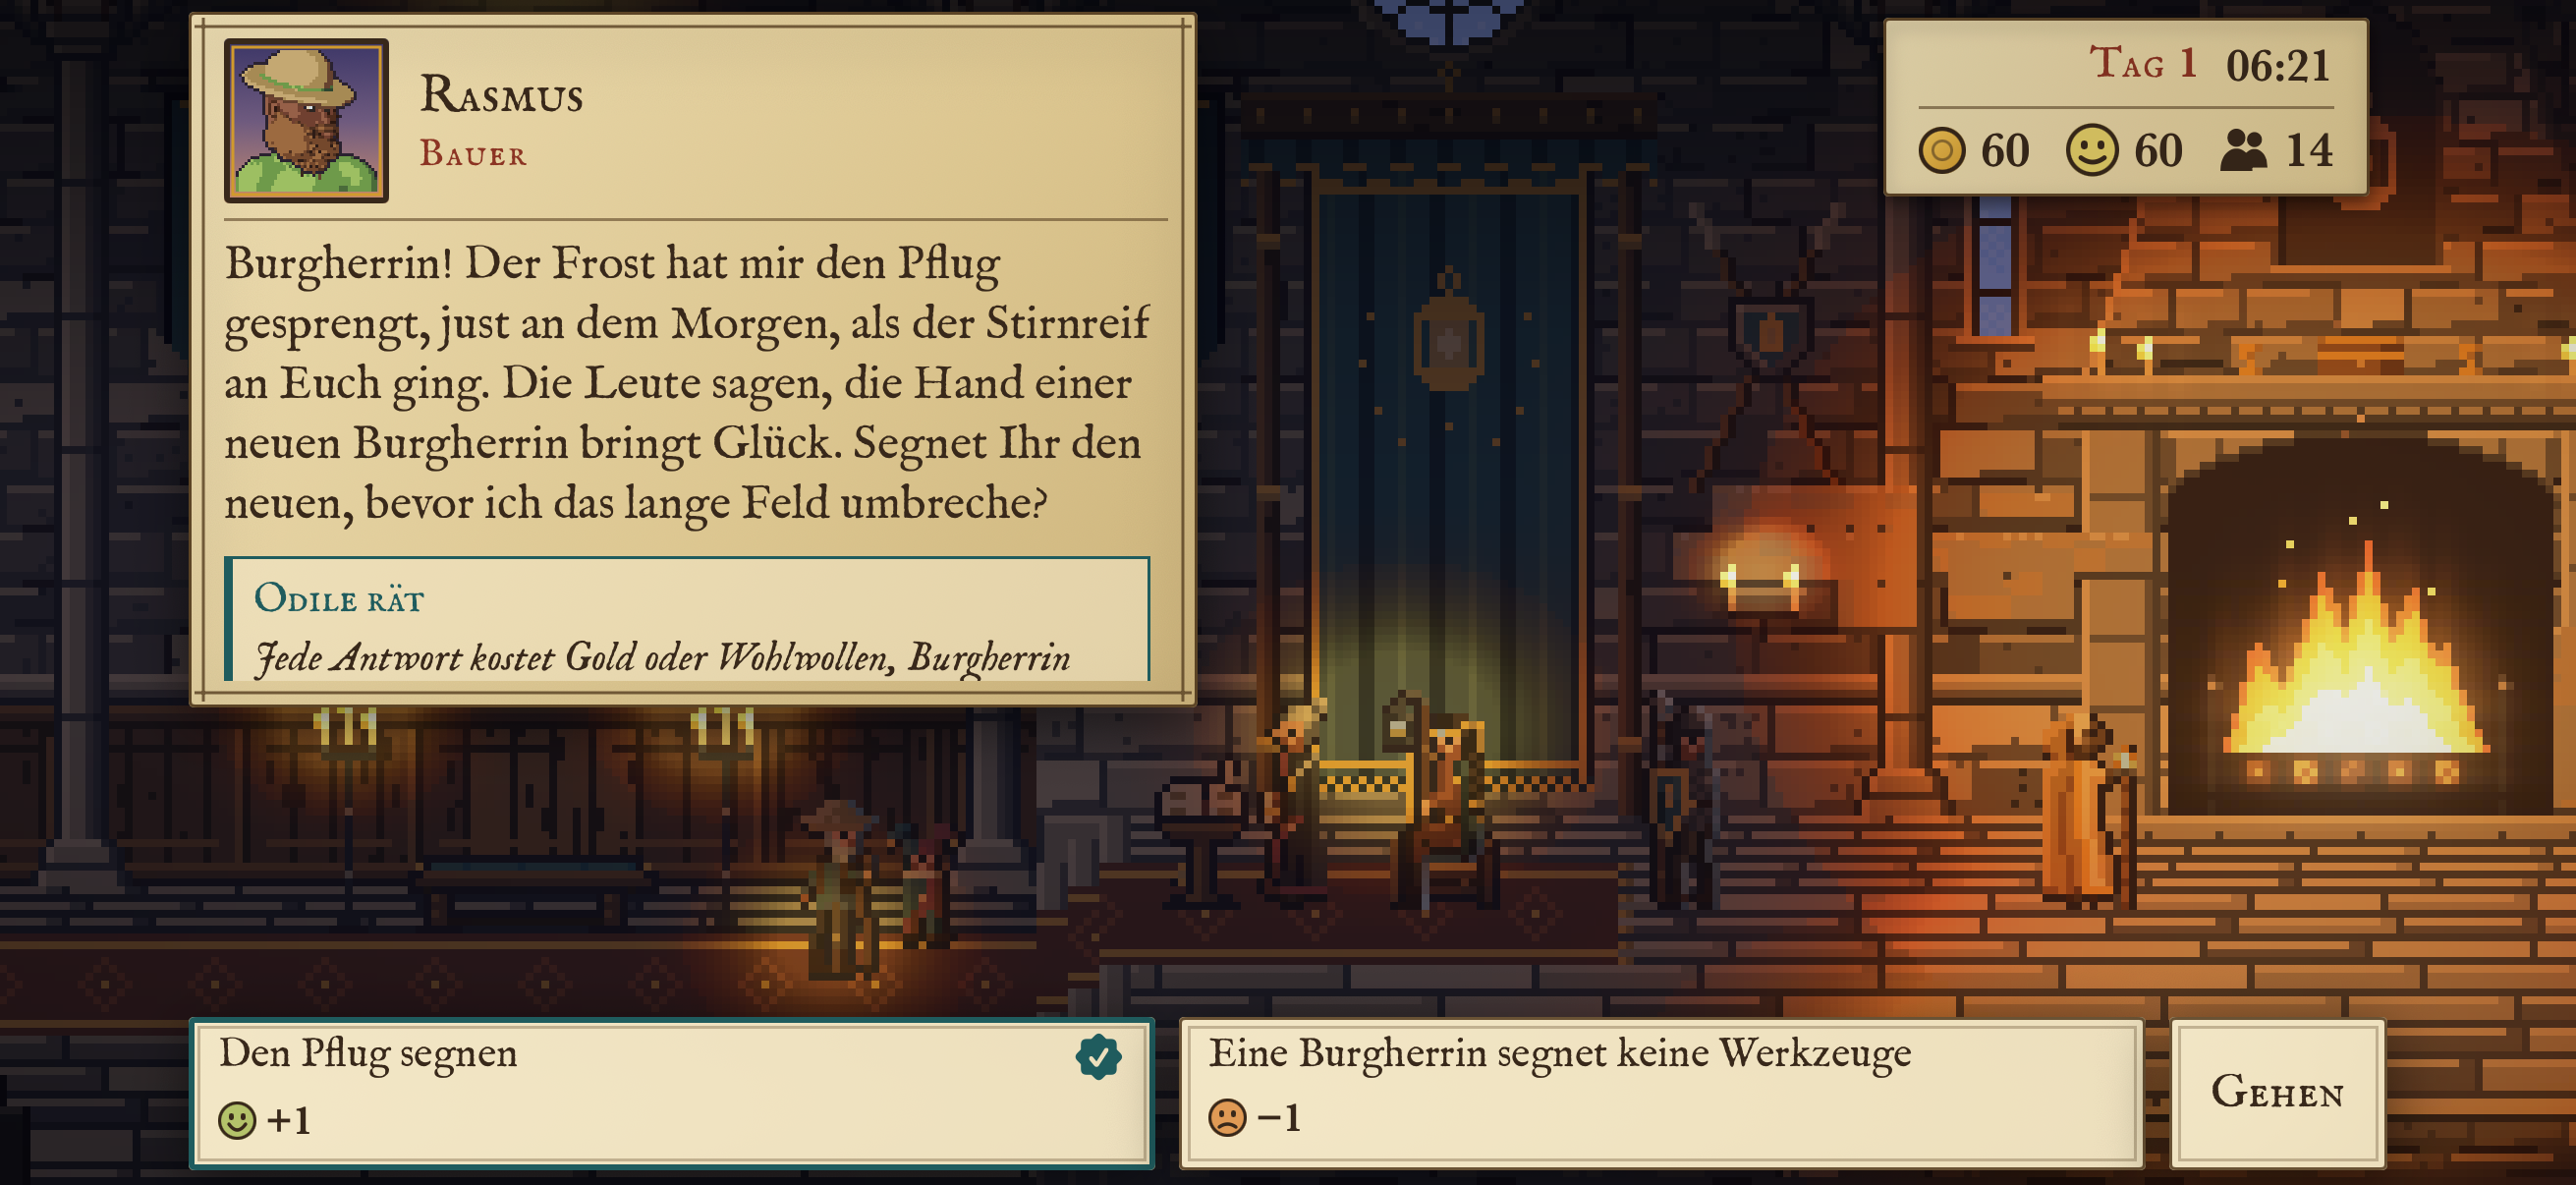 Rasmus
Bauer
Burgherrin! Der Frost hat mir den Pflug
gesprengt, just an dem Morgen, als der Stirnreif
an Euch ging. Die Leute sagen, die Hand einer
neuen Burgherrin bringt Glück. Segnet Ihr den
neuen, bevor ich das lange Feld umbreche?
Odile rät
Jede Antwort kostet Gold oder Wohlwollen, Burgherrin
Tag 1 06:21
60 60 14
Den Pflug segnen
+1
Eine Burgherrin segnet keine Werkzeuge
−1
Gehen